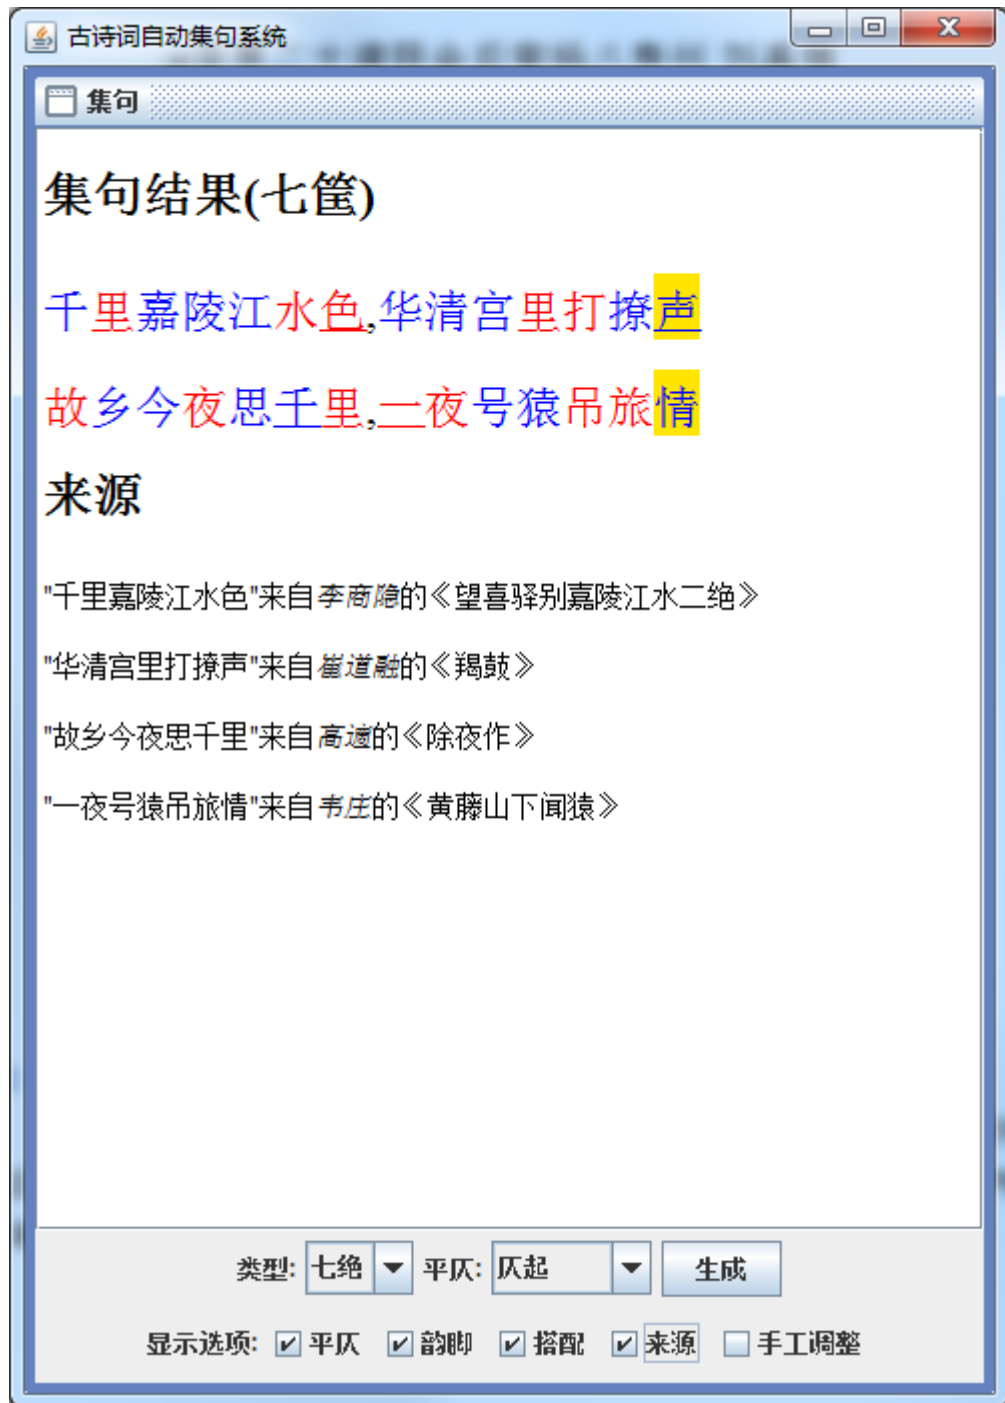 古诗词自动集句系统
集句
集句结果(七筐)
千里嘉陵江水色,华清宫里打撩声
故乡今夜思千里,一夜号猿吊旅情
来源
"千里嘉陵江水色"来自李商隐的《望喜驿别嘉陵江水二绝》
"华清宫里打撩声"来自崔道融的《羯鼓》
"故乡今夜思千里"来自高適的《除夜作》
"一夜号猿吊旅情"来自韦庄的《黄藤山下闻猿》
类型: 七绝 平仄: 仄起 生成
显示选项: 平仄 韵脚 搭配 来源 手工调整